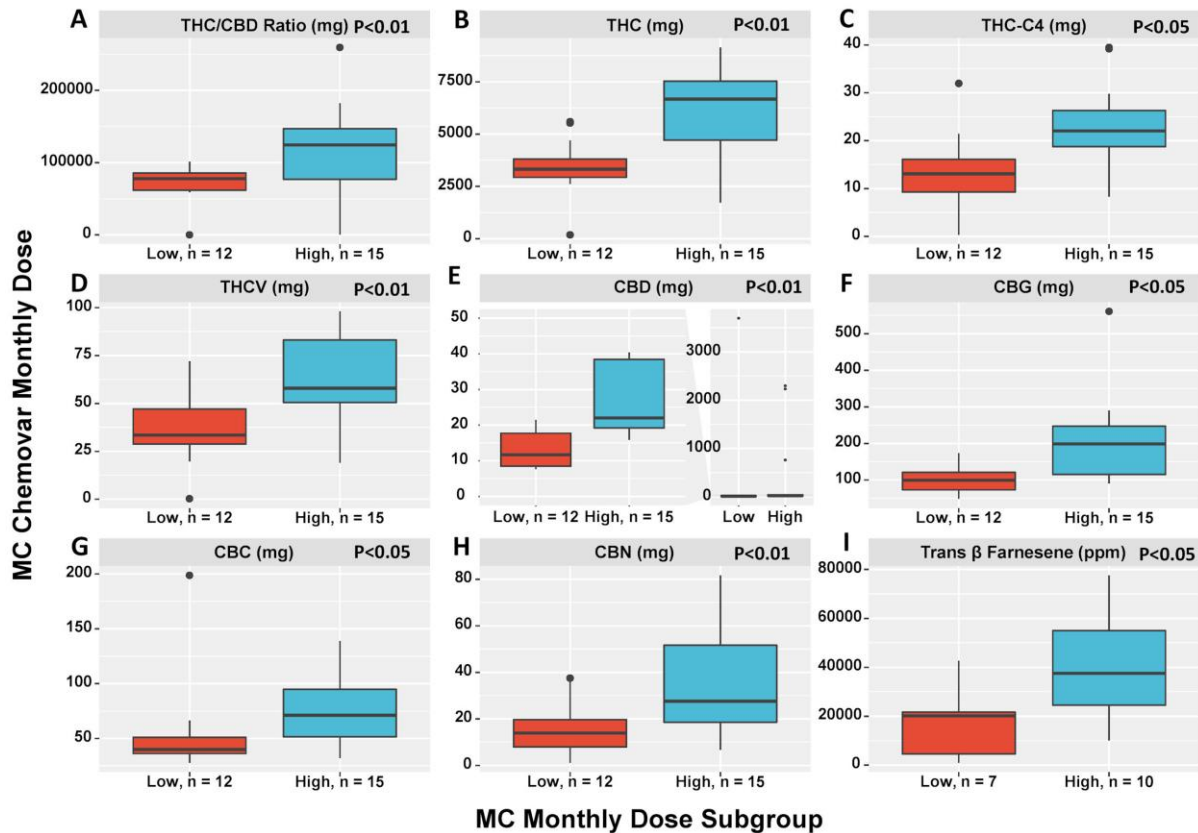 A THC/CBD Ratio (mg) P<0.01
200000
100000
0
Low, n = 12 High, n = 15
B THC (mg) P<0.01
7500
5000
2500
0
Low, n = 12 High, n = 15
C THC-C4 (mg) P<0.05
40
30
20
10
0
Low, n = 12 High, n = 15
MC Chemovar Monthly Dose
D THCV (mg) P<0.01
100
75
50
25
0
Low, n = 12 High, n = 15
E CBD (mg) P<0.01
50
40
30
20
10
0
Low, n = 12 High, n = 15
3000
2000
1000
0
Low High
F CBG (mg) P<0.05
500
400
300
200
100
Low, n = 12 High, n = 15
G CBC (mg) P<0.05
200
150
100
50
Low, n = 12 High, n = 15
H CBN (mg) P<0.01
80
60
40
20
0
Low, n = 12 High, n = 15
I Trans β Farnesene (ppm) P<0.05
80000
60000
40000
20000
0
Low, n = 7 High, n = 10
MC Monthly Dose Subgroup